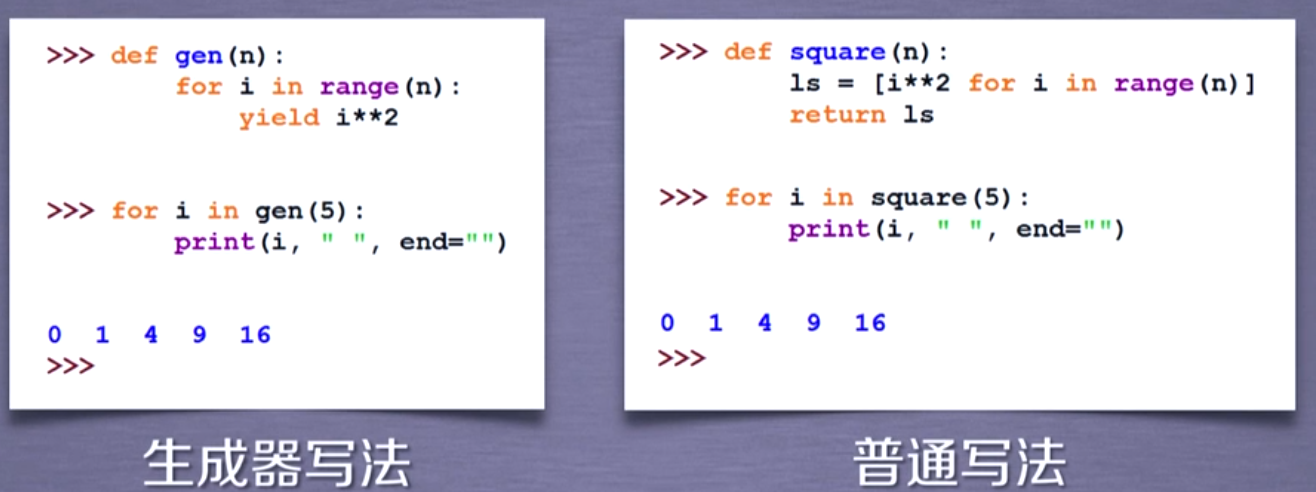 >>> def gen(n):
        for i in range(n):
            yield i**2
>>> for i in gen(5):
        print(i, " ", end="")
0  1  4  9  16
>>>
生成器写法
>>> def square(n):
        ls = [i**2 for i in range(n)]
        return ls
>>> for i in square(5):
        print(i, " ", end="")
0  1  4  9  16
>>>
普通写法